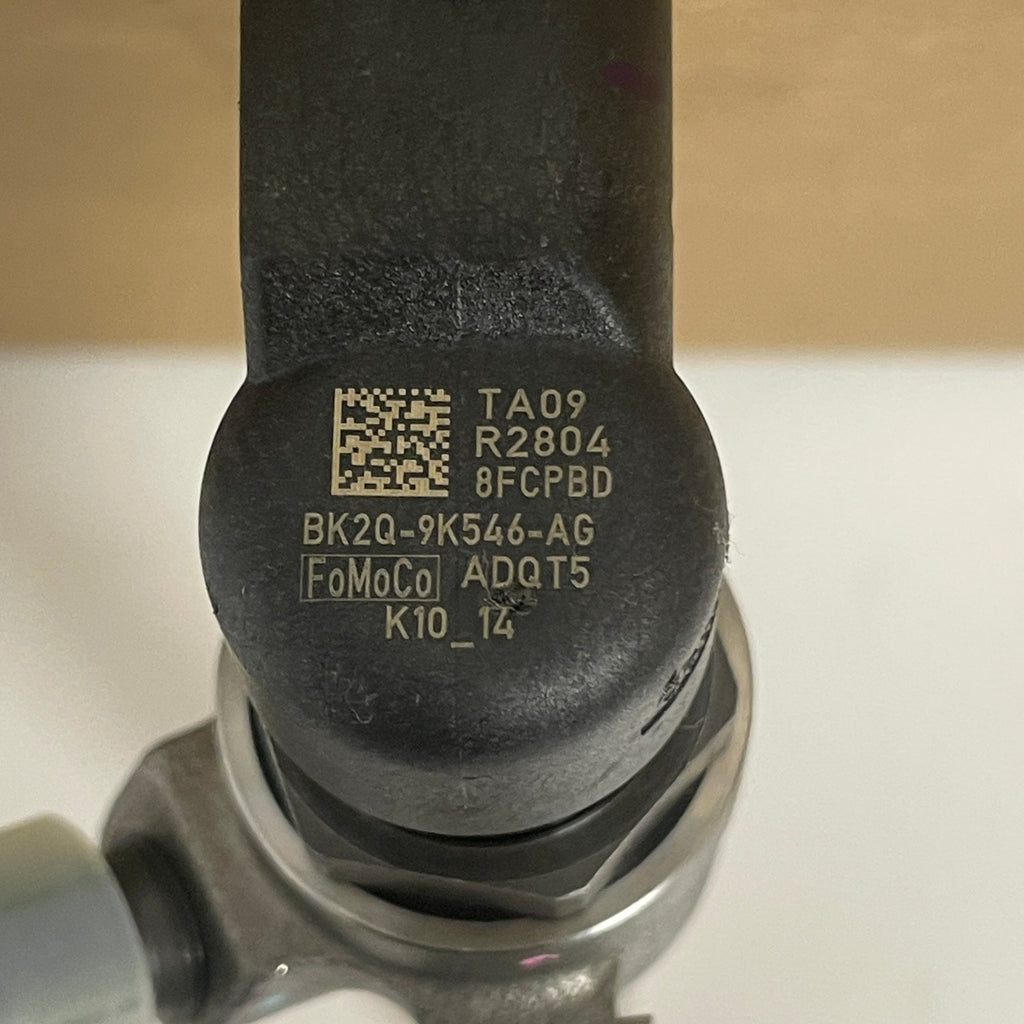 TA09
R2804
8FCPBD
BK2Q-9K546-AG
FoMoCo ADQT5
K10_14